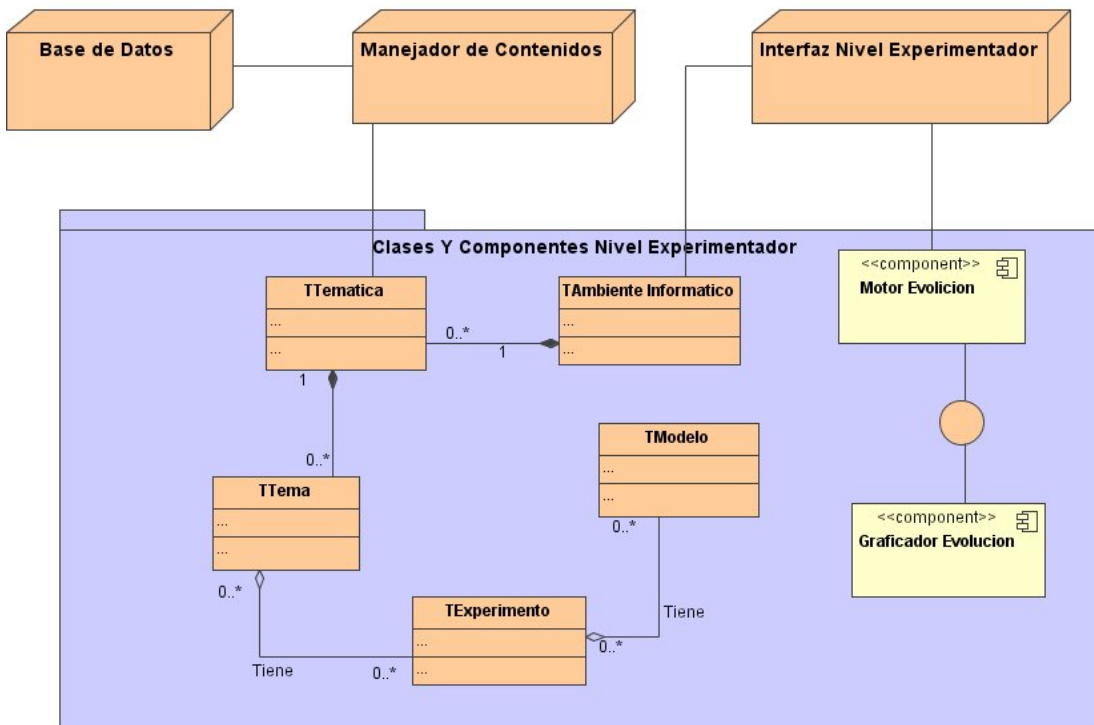 Base de Datos
Manejador de Contenidos
Interfaz Nivel Experimentador
Clases Y Componentes Nivel Experimentador
TTematica
...
...
0..*
1
TAmbiente Informatico
...
...
<<component>>
Motor Evolicion
1
0..*
TTema
...
...
0..*
TModelo
...
...
0..*
<<component>>
Graficador Evolucion
TExperimento
...
...
Tiene
0..*
0..*
Tiene